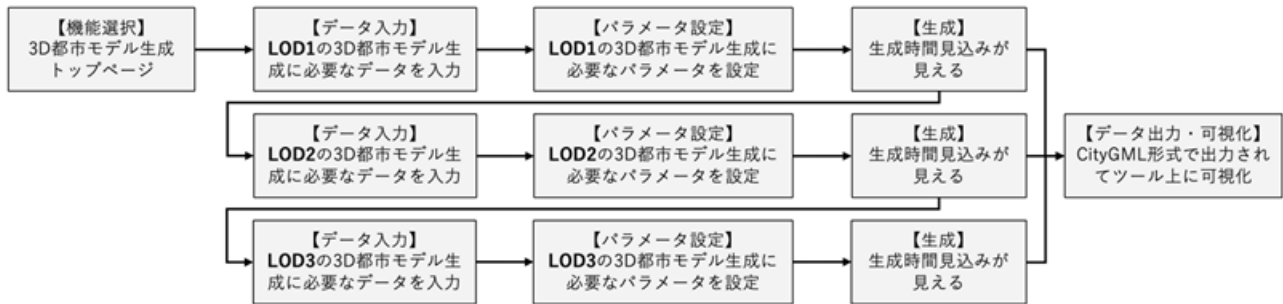 【機能選択】
3D都市モデル生成
トップページ
【データ入力】
LOD1の3D都市モデル生
成に必要なデータを入力
【パラメータ設定】
LOD1の3D都市モデル生成に
必要なパラメータを設定
【生成】
生成時間見込みが
見える
【データ入力】
LOD2の3D都市モデル生
成に必要なデータを入力
【パラメータ設定】
LOD2の3D都市モデル生成に
必要なパラメータを設定
【生成】
生成時間見込みが
見える
【データ出力・可視化】
CityGML形式で出力され
てツール上に可視化
【データ入力】
LOD3の3D都市モデル生
成に必要なデータを入力
【パラメータ設定】
LOD3の3D都市モデル生成に
必要なパラメータを設定
【生成】
生成時間見込みが
見える